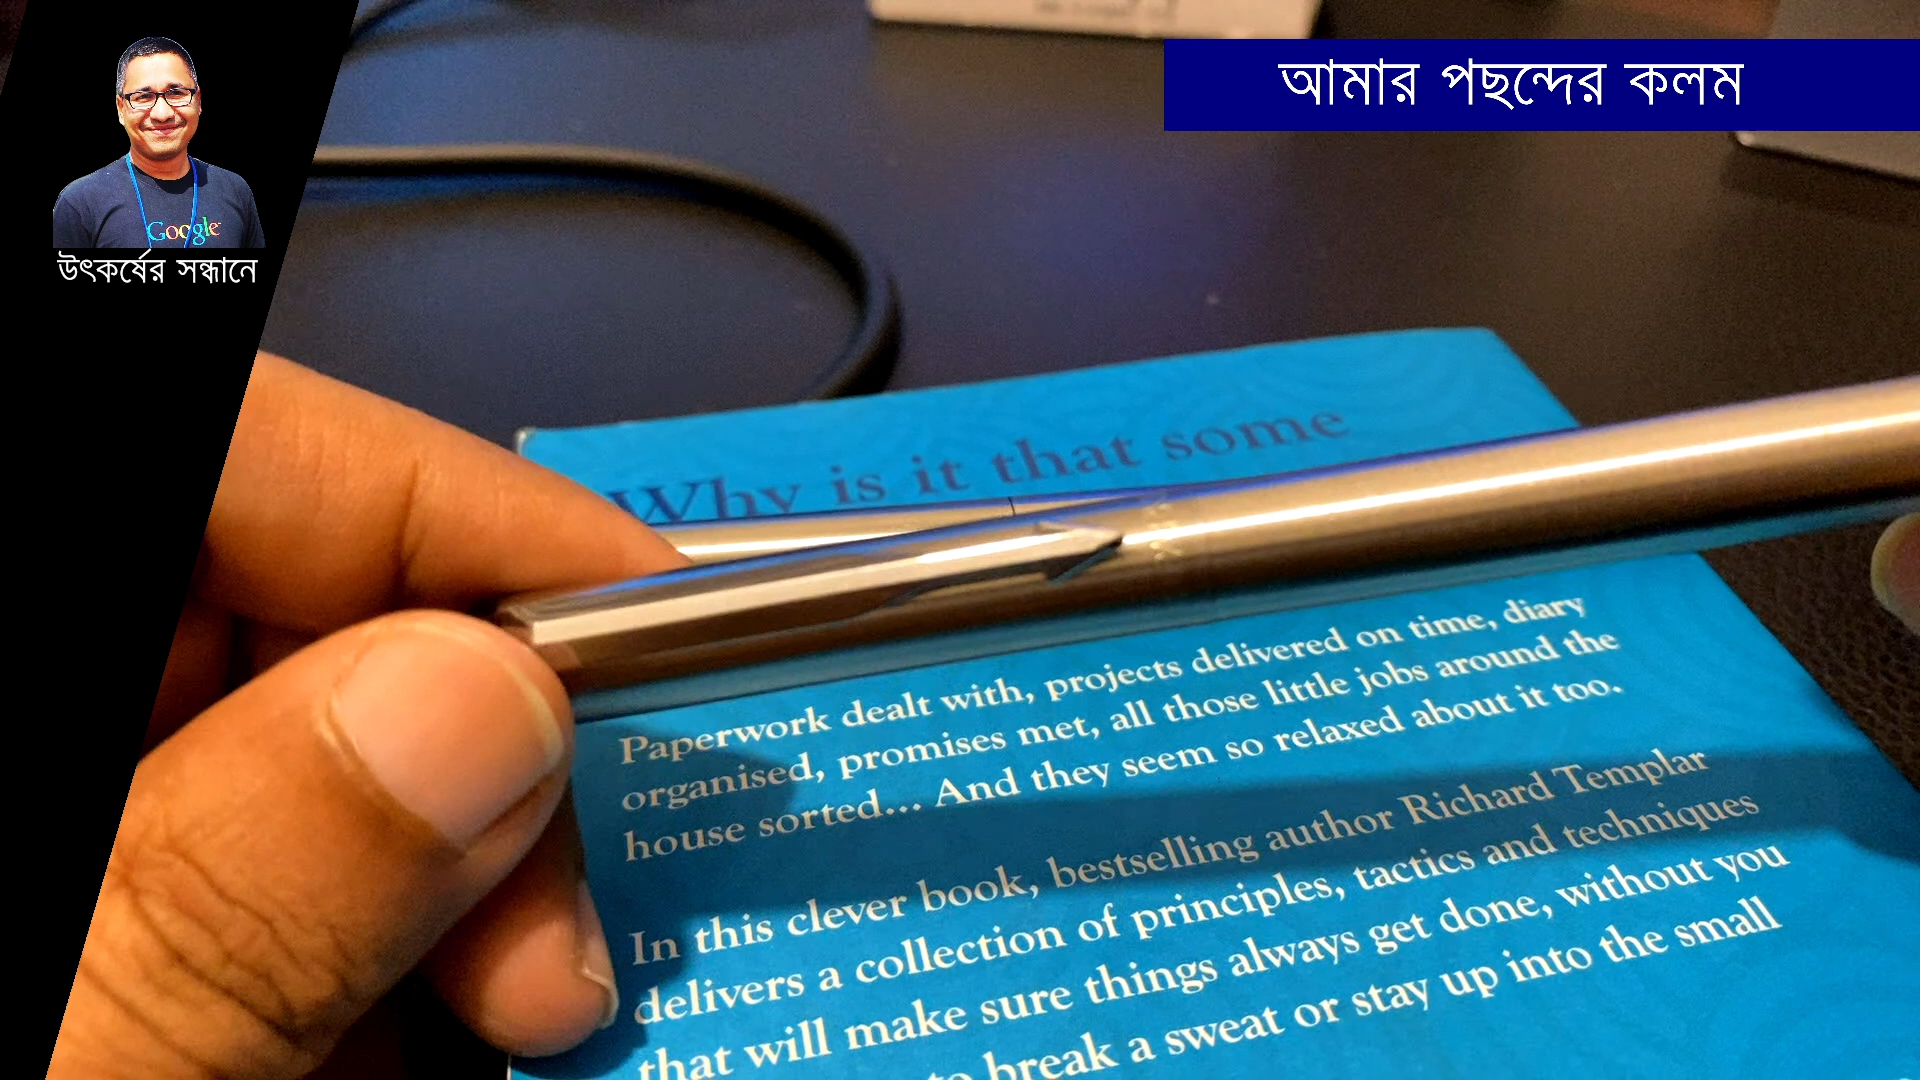 আমার পছন্দের কলম
Google
উৎকর্ষের সন্ধানে
Why is it that some
Paperwork dealt with, projects delivered on time, diary
organised, promises met, all those little jobs around the
house sorted... And they seem so relaxed about it too.
In this clever book, bestselling author Richard Templar
delivers a collection of principles, tactics and techniques
that will make sure things always get done, without you
to break a sweat or stay up into the small